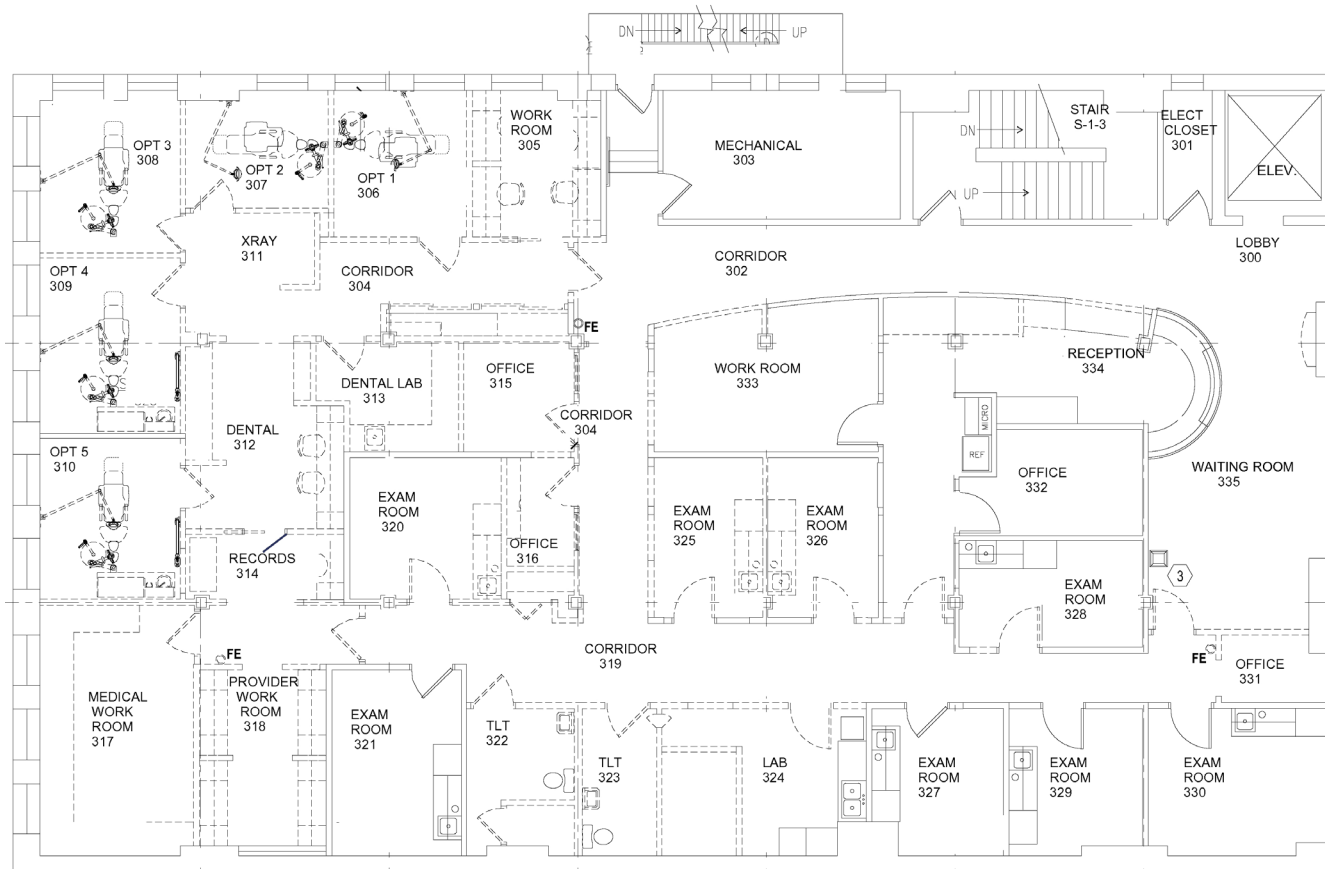 DN
UP
STAIR
S-1-3
DN
UP
ELECT
CLOSET
301
ELEV.
OPT 3
308
OPT 2
307
OPT 1
306
WORK
ROOM
305
MECHANICAL
303
XRAY
311
CORRIDOR
304
CORRIDOR
302
LOBBY
300
OPT 4
309
FE
DENTAL LAB
313
OFFICE
315
WORK ROOM
333
RECEPTION
334
DENTAL
312
CORRIDOR
304
MICRO
REF
OPT 5
310
OFFICE
332
WAITING ROOM
335
EXAM
ROOM
320
EXAM
ROOM
325
EXAM
ROOM
326
OFFICE
316
RECORDS
314
EXAM
ROOM
328
3
CORRIDOR
319
FE
FE
OFFICE
331
MEDICAL
WORK
ROOM
317
PROVIDER
WORK
ROOM
318
EXAM
ROOM
321
TLT
322
TLT
323
LAB
324
EXAM
ROOM
327
EXAM
ROOM
329
EXAM
ROOM
330